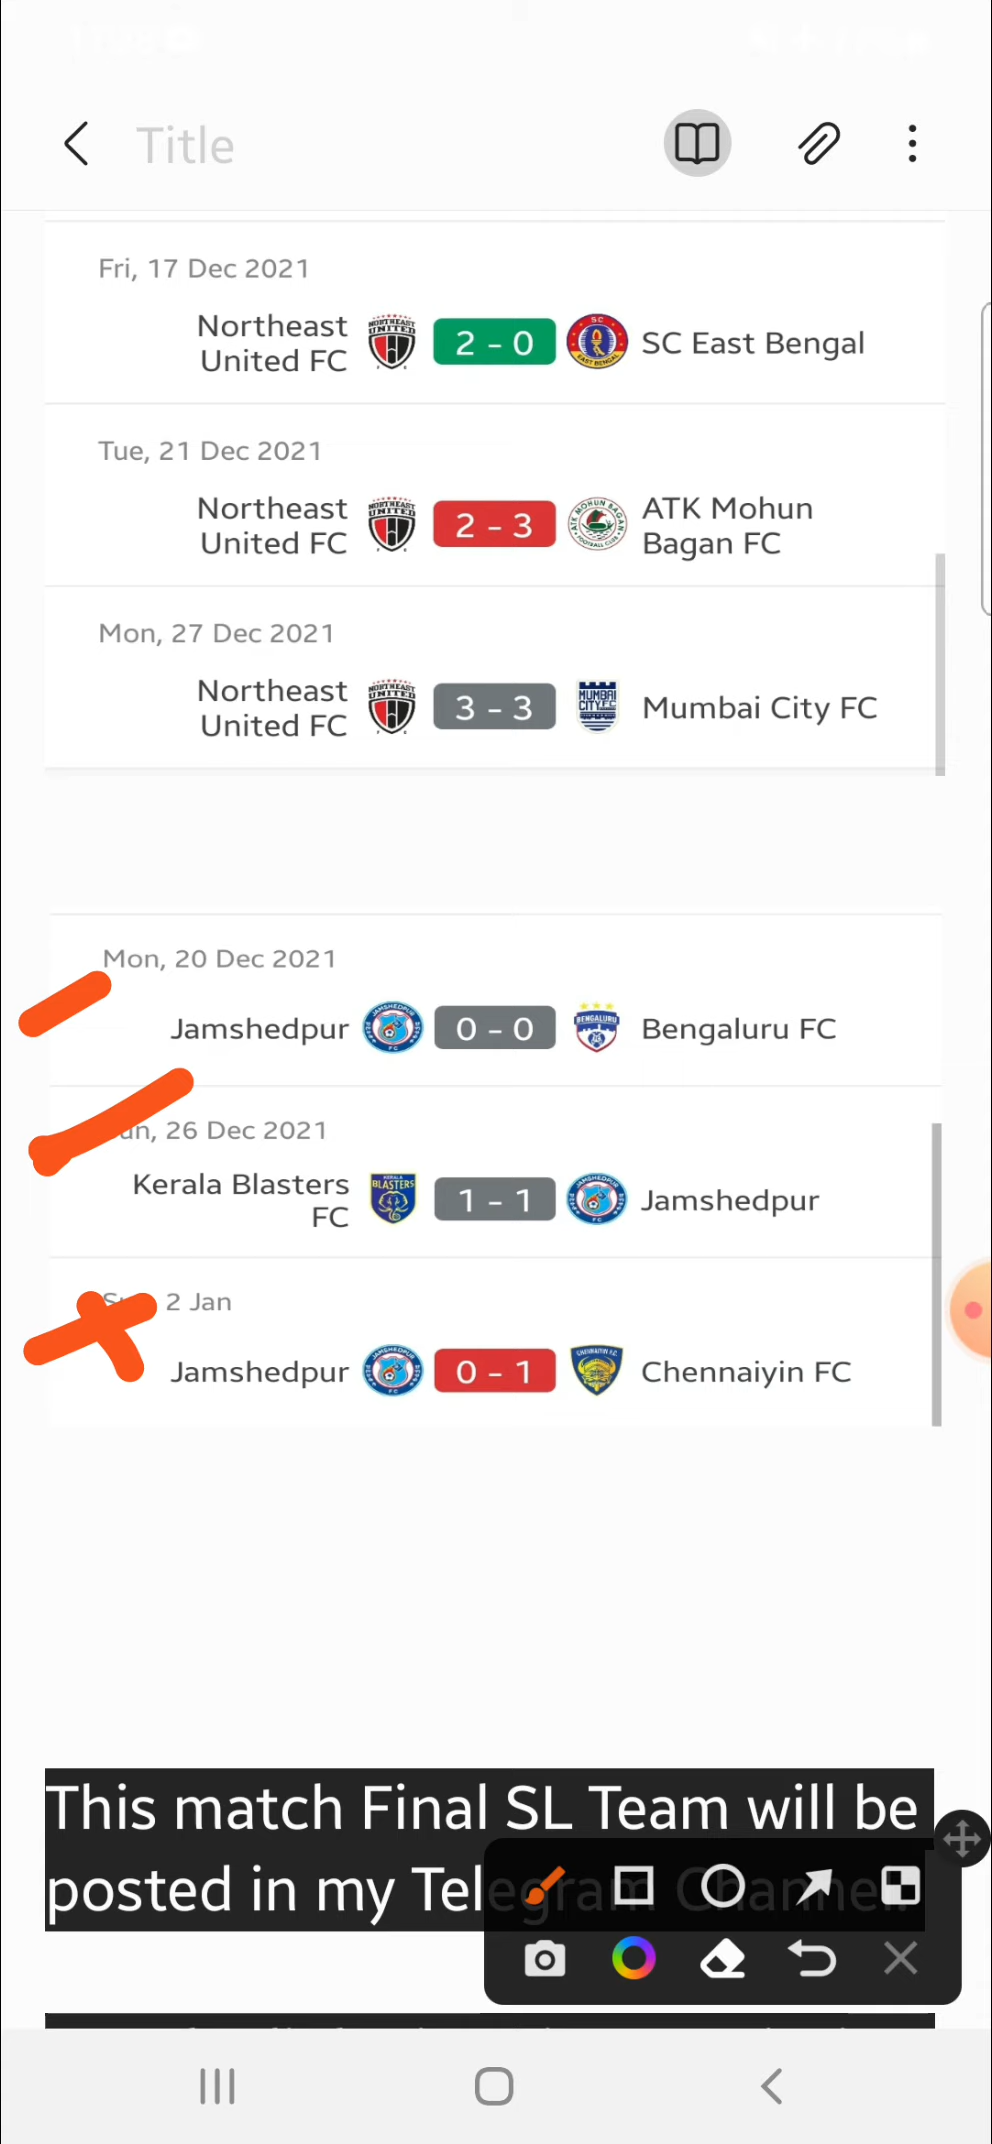 Title
Fri, 17 Dec 2021
Northeast
United FC
2 - 0
SC East Bengal
Tue, 21 Dec 2021
Northeast
United FC
2 - 3
ATK Mohun
Bagan FC
Mon, 27 Dec 2021
Northeast
United FC
3 - 3
Mumbai City FC
Mon, 20 Dec 2021
Jamshedpur
0 - 0
Bengaluru FC
26 Dec 2021
Kerala Blasters
FC
1 - 1
Jamshedpur
2 Jan
Jamshedpur
0 - 1
Chennaiyin FC
This match Final SL Team will be
posted in my Telegram Channel.